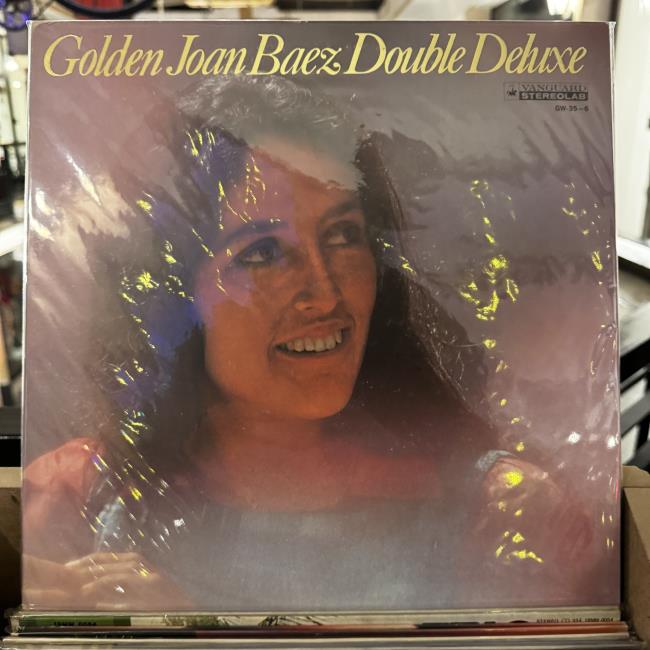 Golden Joan Baez Double Deluxe
VANGUARD
STEREOLAB
GW-35~6